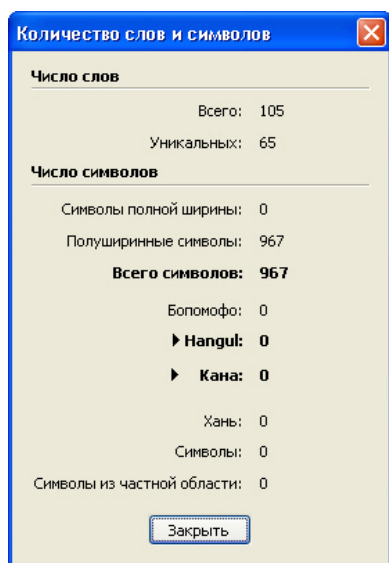 Количество слов и символов
Число слов
Всего: 105
Уникальных: 65
Число символов
Символы полной ширины: 0
Полуширинные символы: 967
Всего символов: 967
Бопомофо: 0
Hangul: 0
Кана: 0
Хань: 0
Символы: 0
Символы из частной области: 0
Закрыть